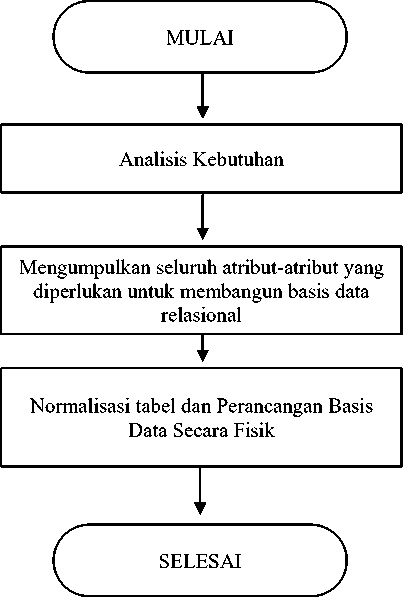 MULAI
Analisis Kebutuhan
Mengumpulkan seluruh atribut-atribut yang
diperlukan untuk membangun basis data
relasional
Normalisasi tabel dan Perancangan Basis
Data Secara Fisik
SELESAI